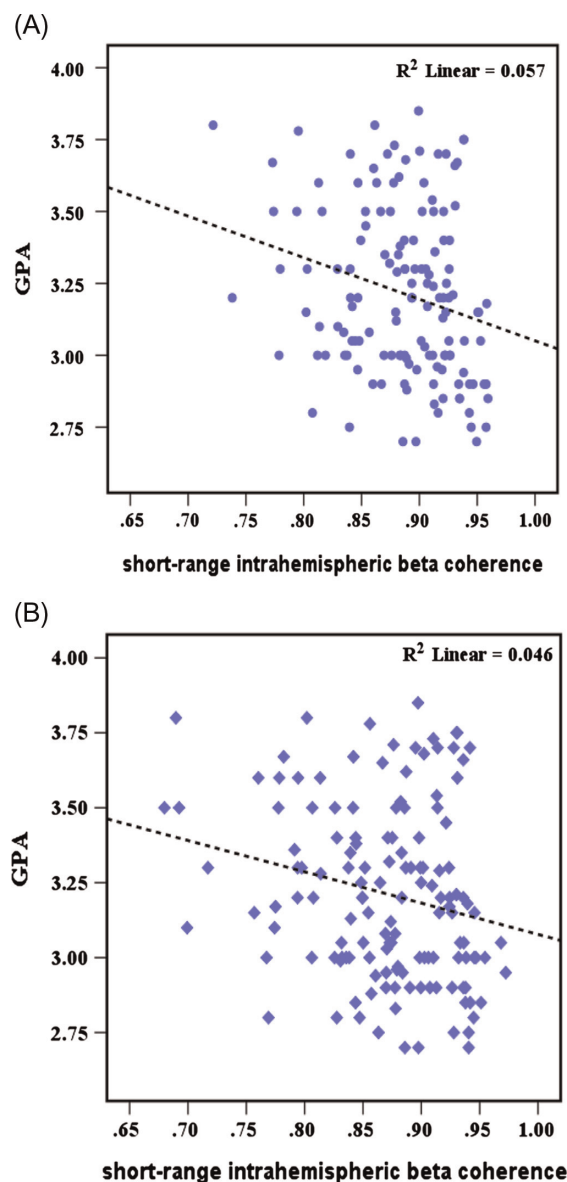 (A)
R² Linear = 0.057
4.00
3.75
3.50
3.25
3.00
2.75
GPA
.65 .70 .75 .80 .85 .90 .95 1.00
short-range intrahemispheric beta coherence
(B)
R² Linear = 0.046
4.00
3.75
3.50
3.25
3.00
2.75
GPA
.65 .70 .75 .80 .85 .90 .95 1.00
short-range intrahemispheric beta coherence